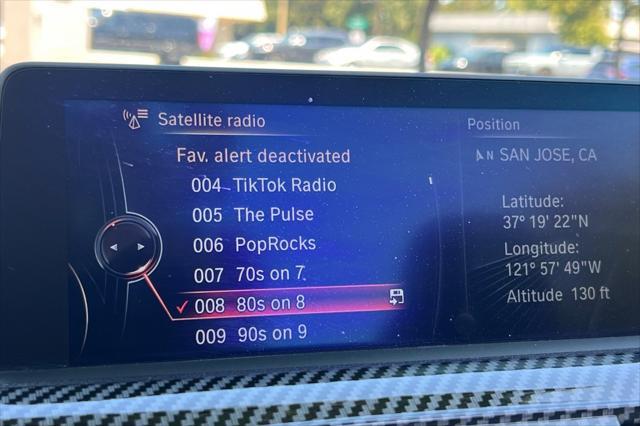 Satellite radio
Fav. alert deactivated
004 TikTok Radio
005 The Pulse
006 PopRocks
007 70s on 7
008 80s on 8
009 90s on 9
Position
N SAN JOSE, CA
Latitude:
37° 19' 22"N
Longitude:
121° 57' 49"W
Altitude 130 ft